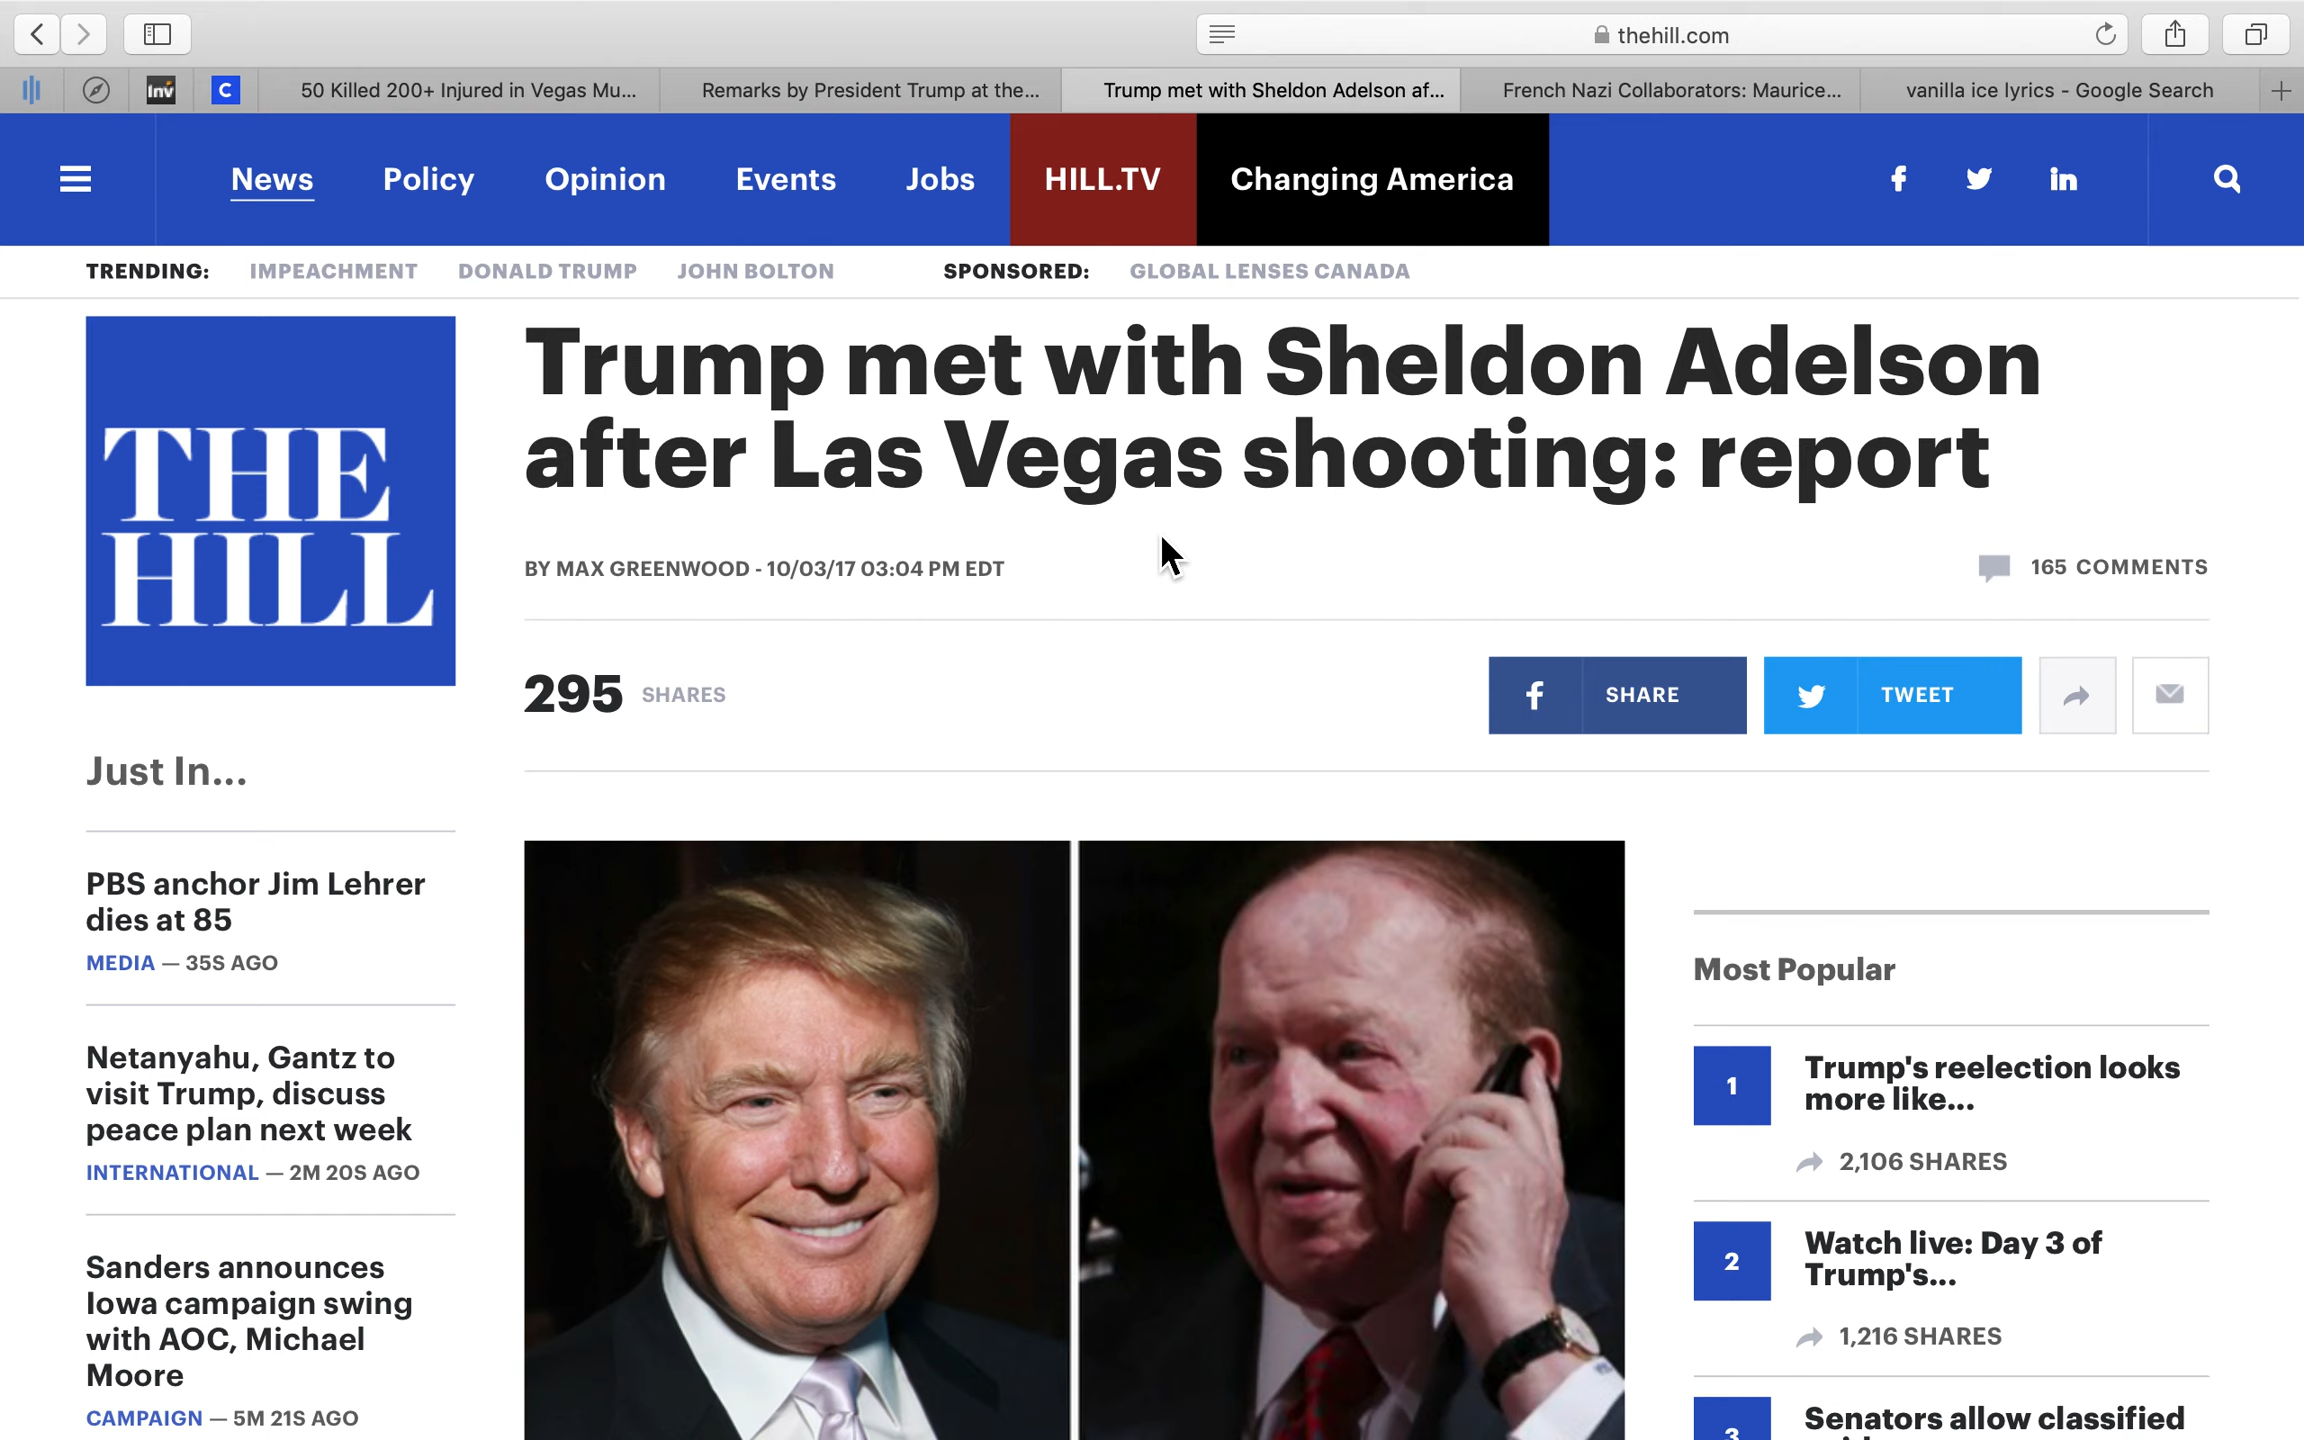 thehill.com
Inv
C
50 Killed 200+ Injured in Vegas Mu...
Remarks by President Trump at the...
Trump met with Sheldon Adelson af...
French Nazi Collaborators: Maurice...
vanilla ice lyrics - Google Search
News
Policy
Opinion
Events
Jobs
HILL.TV
Changing America
TRENDING: IMPEACHMENT DONALD TRUMP JOHN BOLTON SPONSORED: GLOBAL LENSES CANADA
THE
HILL
Trump met with Sheldon Adelson
after Las Vegas shooting: report
BY MAX GREENWOOD - 10/03/17 03:04 PM EDT
165 COMMENTS
295 SHARES
SHARE
TWEET
Just In...
PBS anchor Jim Lehrer
dies at 85
MEDIA — 35S AGO
Netanyahu, Gantz to
visit Trump, discuss
peace plan next week
INTERNATIONAL — 2M 20S AGO
Sanders announces
Iowa campaign swing
with AOC, Michael
Moore
CAMPAIGN — 5M 21S AGO
Most Popular
1
Trump's reelection looks
more like...
2,106 SHARES
2
Watch live: Day 3 of
Trump's...
1,216 SHARES
3
Senators allow classified